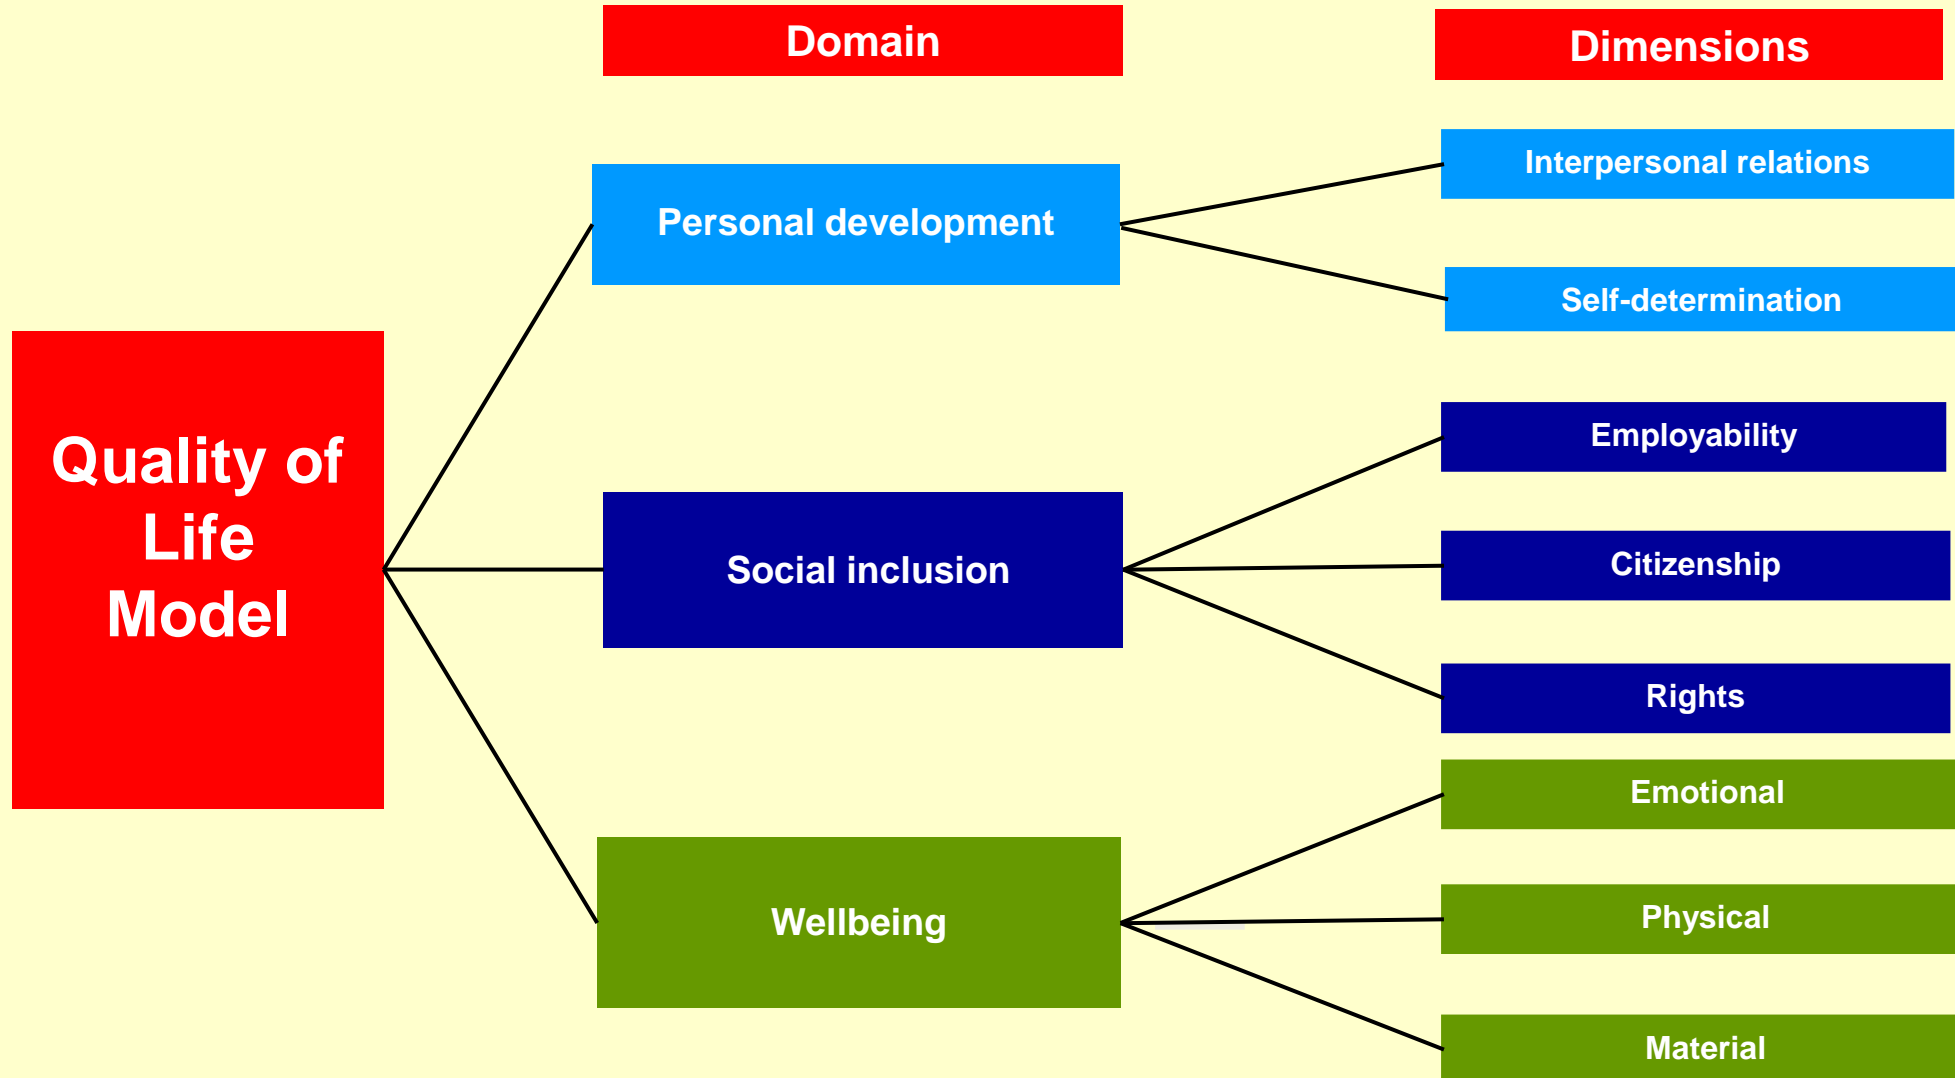 Domain
Dimensions
Quality of
Life
Model
Personal development
Social inclusion
Wellbeing
Interpersonal relations
Self-determination
Employability
Citizenship
Rights
Emotional
Physical
Material